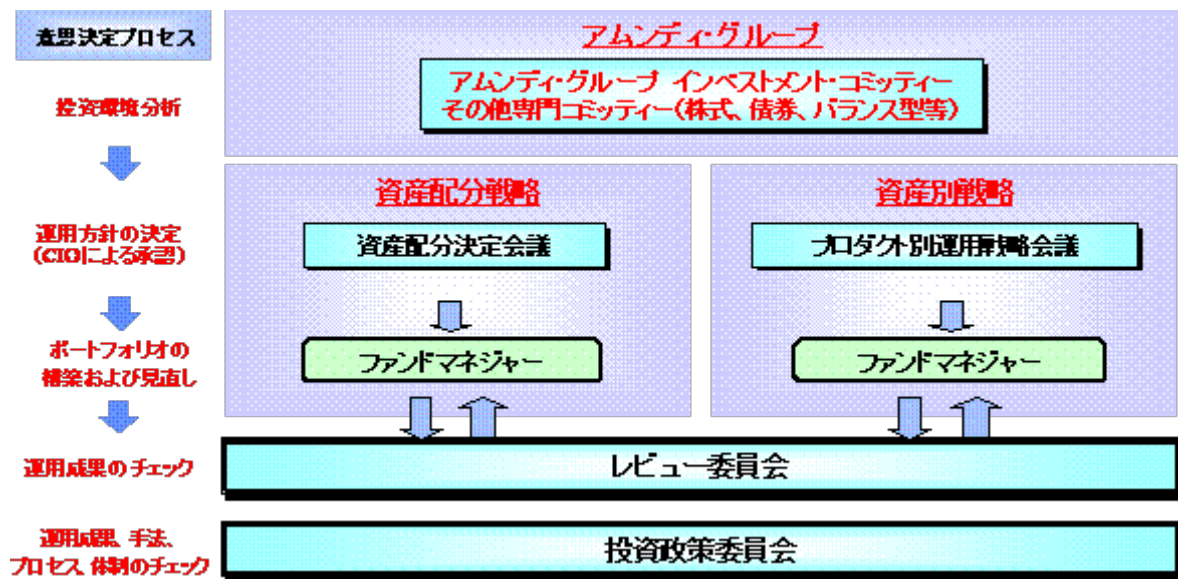 意思決定プロセス
アムンディ・グループ
アムンディ・グループ インベストメント・コミッティー
その他専門コミッティー(株式、債券、バランス型等)
投資環境分析
資産配分戦略
資産別戦略
運用方針の決定
(CIOによる承認)
資産配分決定会議
プロダクト別運用戦略会議
ポートフォリオの
構築および見直し
ファンドマネジャー
ファンドマネジャー
運用成果のチェック
レビュー委員会
運用成果、手法、
プロセス、体制のチェック
投資政策委員会